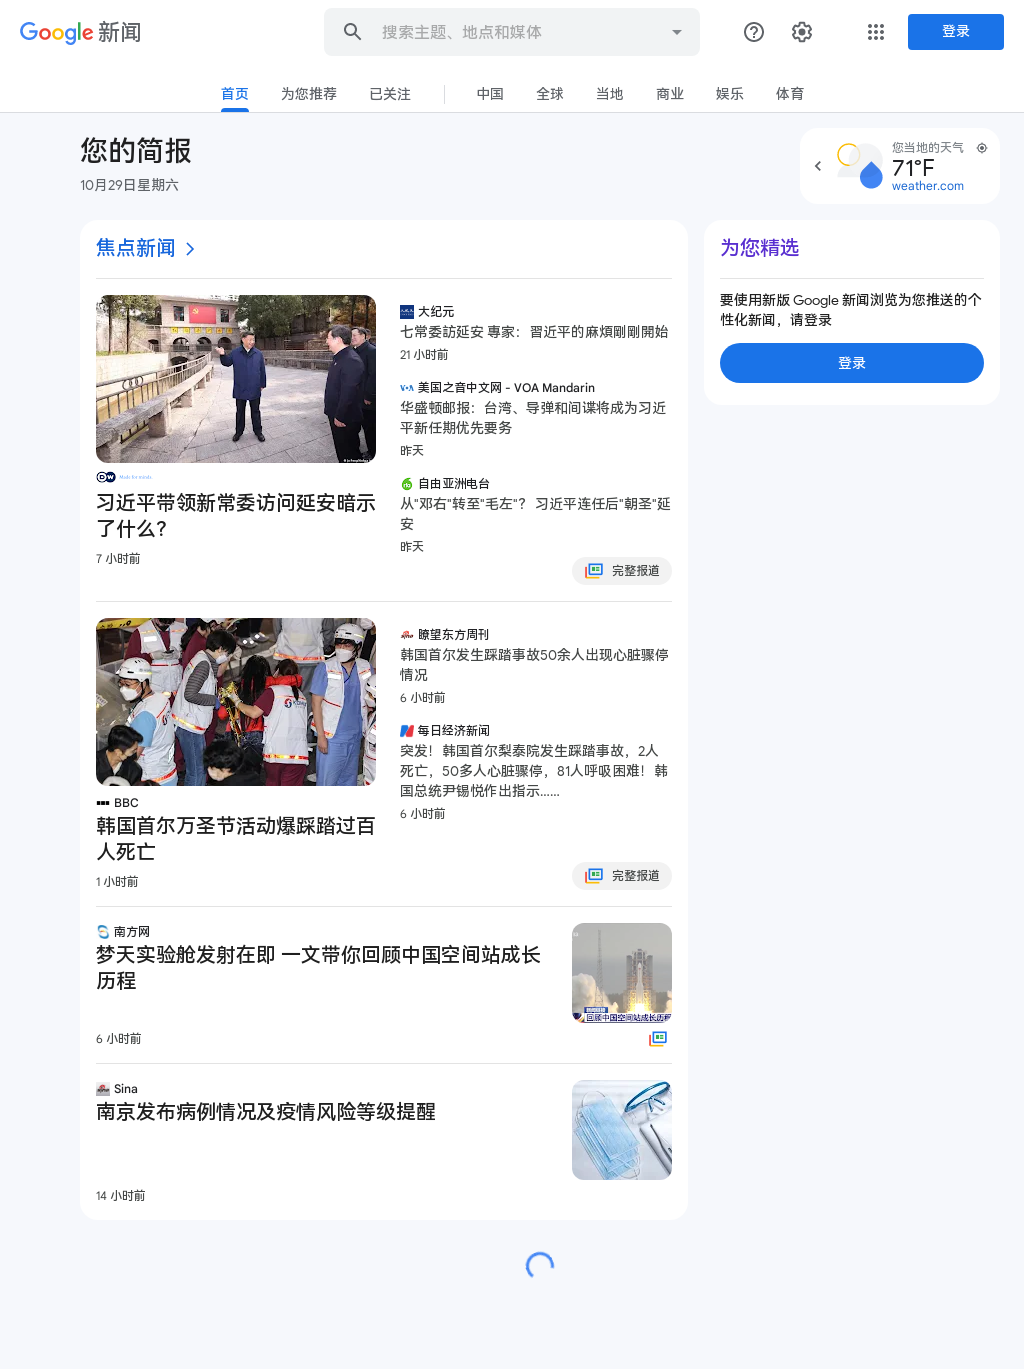 Google 新闻
搜索主题、地点和媒体
登录
首页
为您推荐
已关注
中国
全球
当地
商业
娱乐
体育
您的简报
10月29日星期六
您当地的天气
71°F
weather.com
焦点新闻
DW Made for minds
习近平带领新常委访问延安暗示
了什么？
7 小时前
大纪元
七常委訪延安 專家：習近平的麻煩剛剛開始
21 小时前
美国之音中文网 - VOA Mandarin
华盛顿邮报：台湾、导弹和间谍将成为习近
平新任期优先要务
昨天
自由亚洲电台
从"邓右"转至"毛左"？ 习近平连任后"朝圣"延
安
昨天
完整报道
BBC
韩国首尔万圣节活动爆踩踏过百
人死亡
1 小时前
瞭望东方周刊
韩国首尔发生踩踏事故50余人出现心脏骤停
情况
6 小时前
每日经济新闻
突发！韩国首尔梨泰院发生踩踏事故，2人
死亡，50多人心脏骤停，81人呼吸困难！韩
国总统尹锡悦作出指示……
6 小时前
完整报道
南方网
梦天实验舱发射在即 一文带你回顾中国空间站成长
历程
6 小时前
回顾中国空间站成长历程
Sina
南京发布病例情况及疫情风险等级提醒
14 小时前
为您精选
要使用新版 Google 新闻浏览为您推送的个
性化新闻，请登录
登录